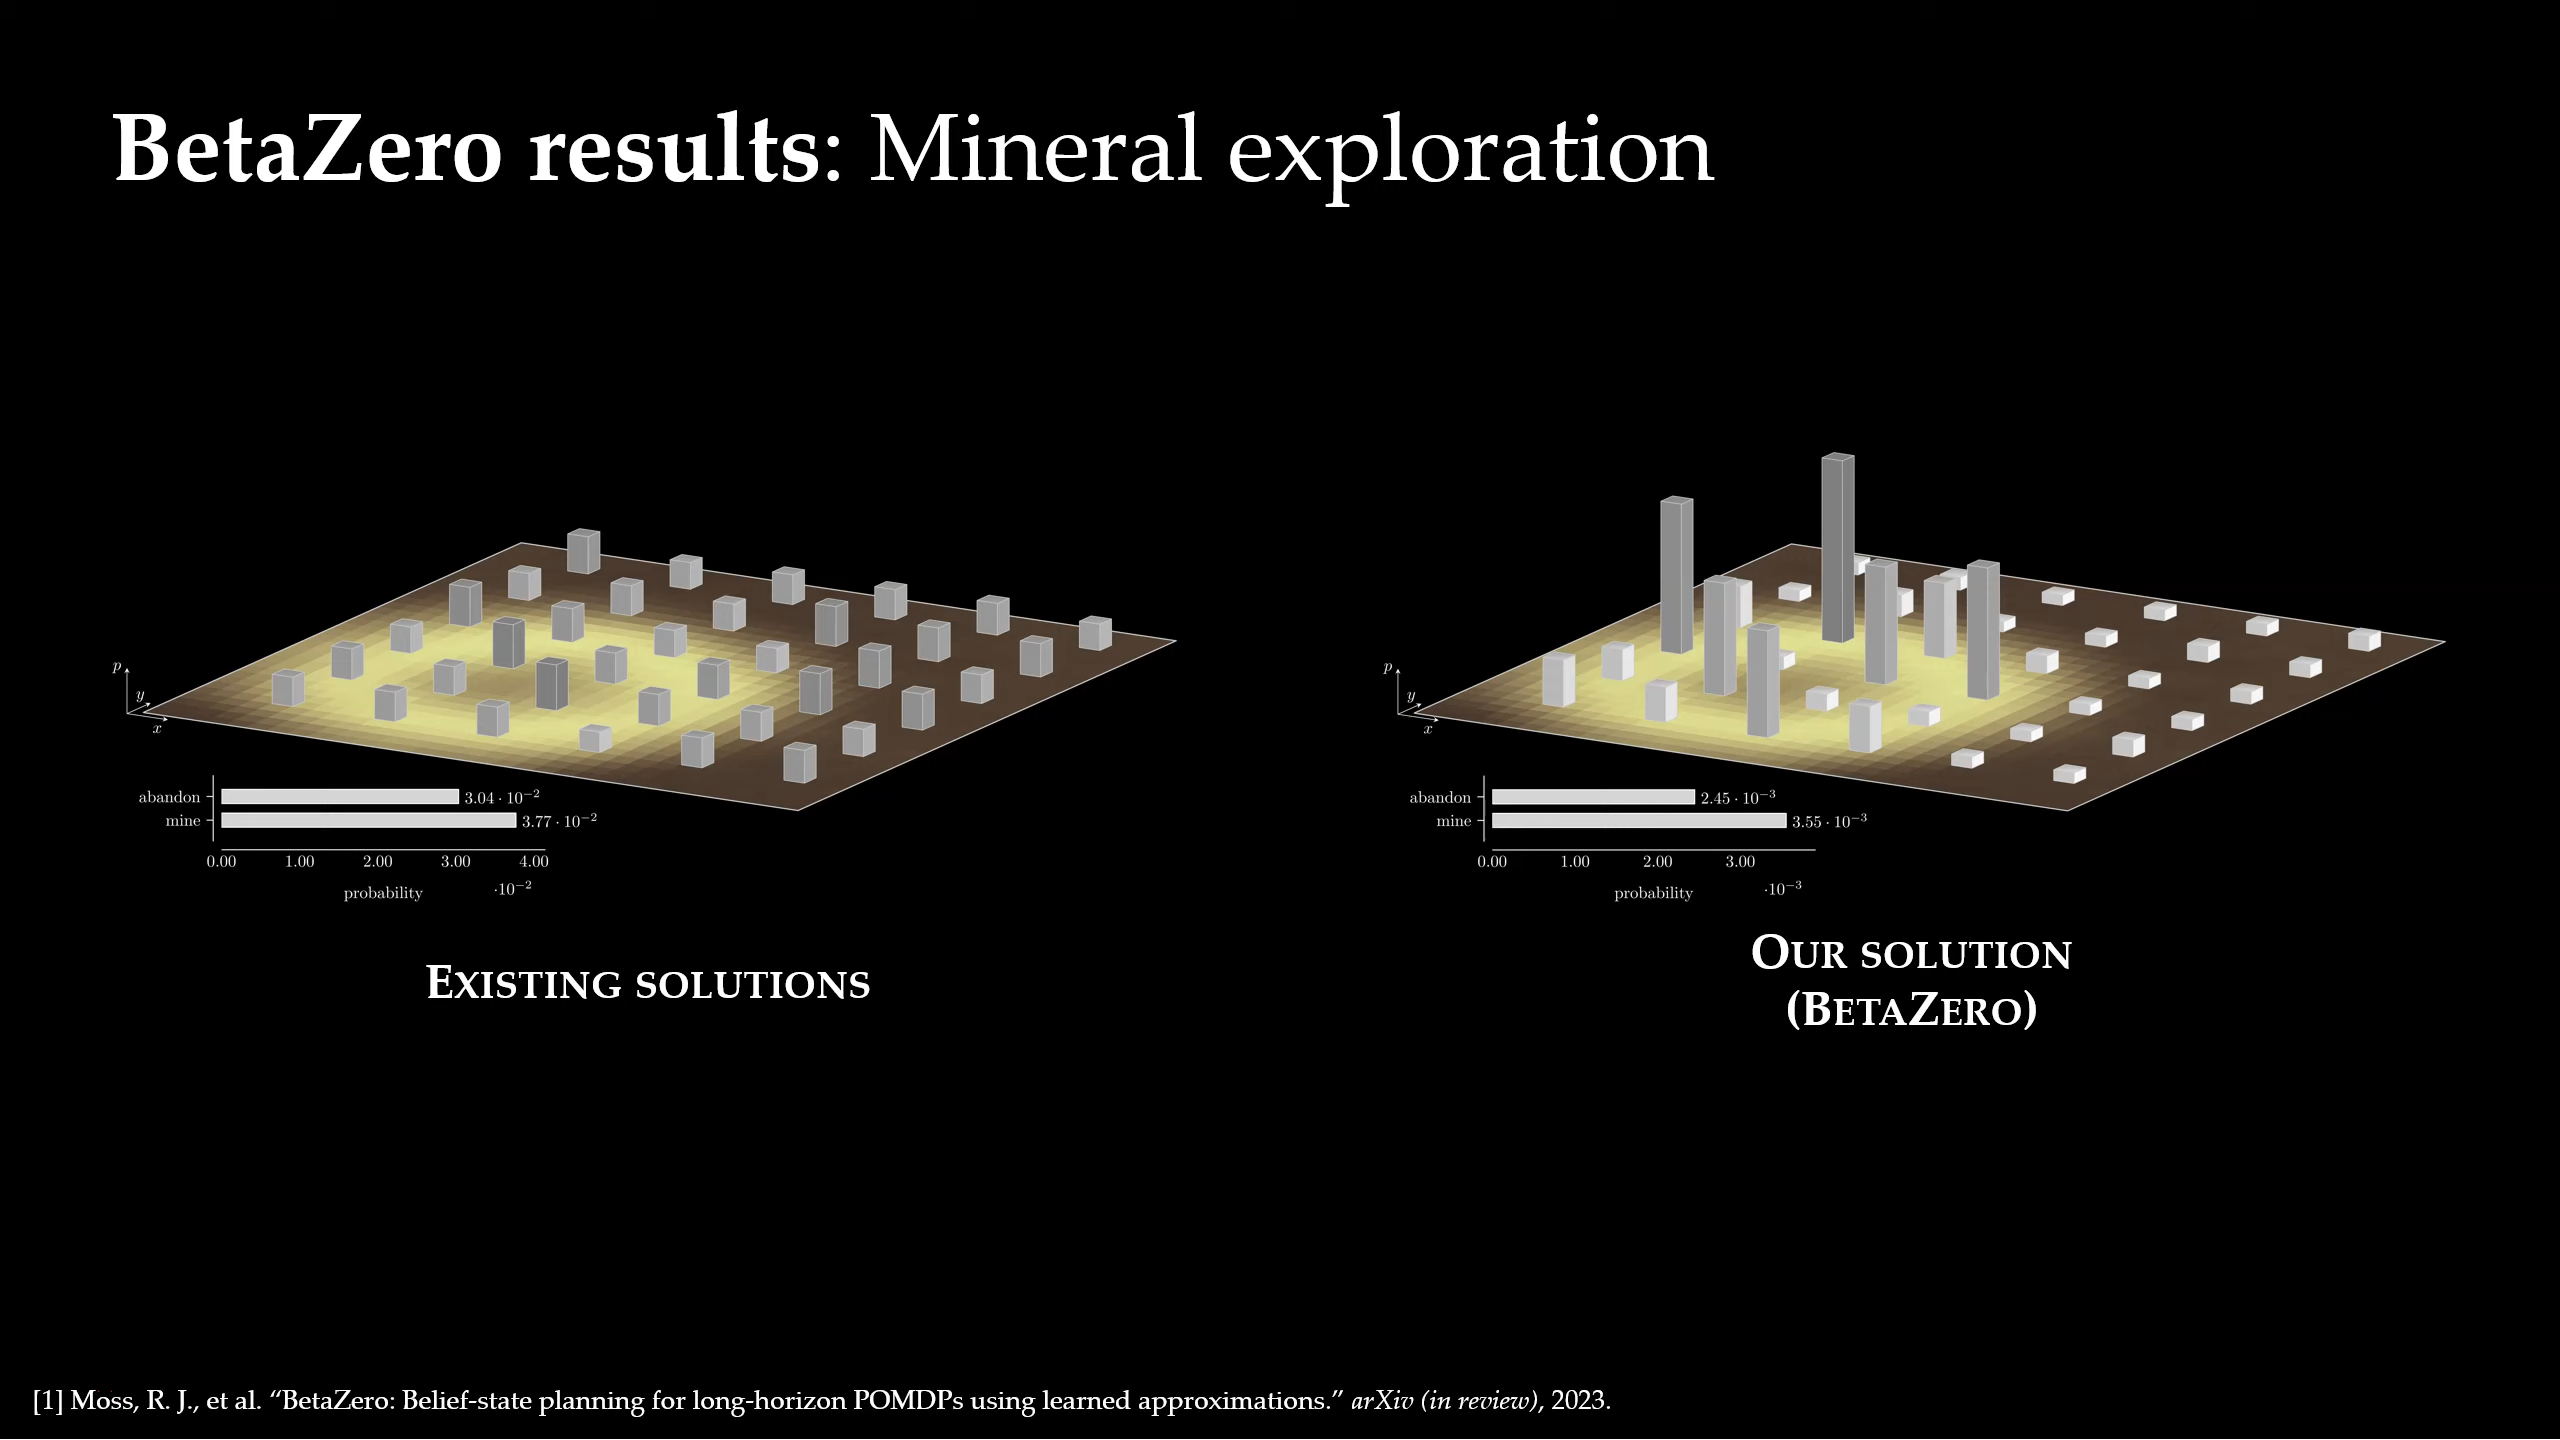 BetaZero results: Mineral exploration
p
y
x
abandon
3.04 · 10⁻²
mine
3.77 · 10⁻²
0.00 1.00 2.00 3.00 4.00
probability
·10⁻²
EXISTING SOLUTIONS
p
y
x
abandon
2.45 · 10⁻³
mine
3.55 · 10⁻³
0.00 1.00 2.00 3.00
probability
·10⁻³
OUR SOLUTION
(BETAZERO)
[1] Moss, R. J., et al. “BetaZero: Belief-state planning for long-horizon POMDPs using learned approximations.” arXiv (in review), 2023.